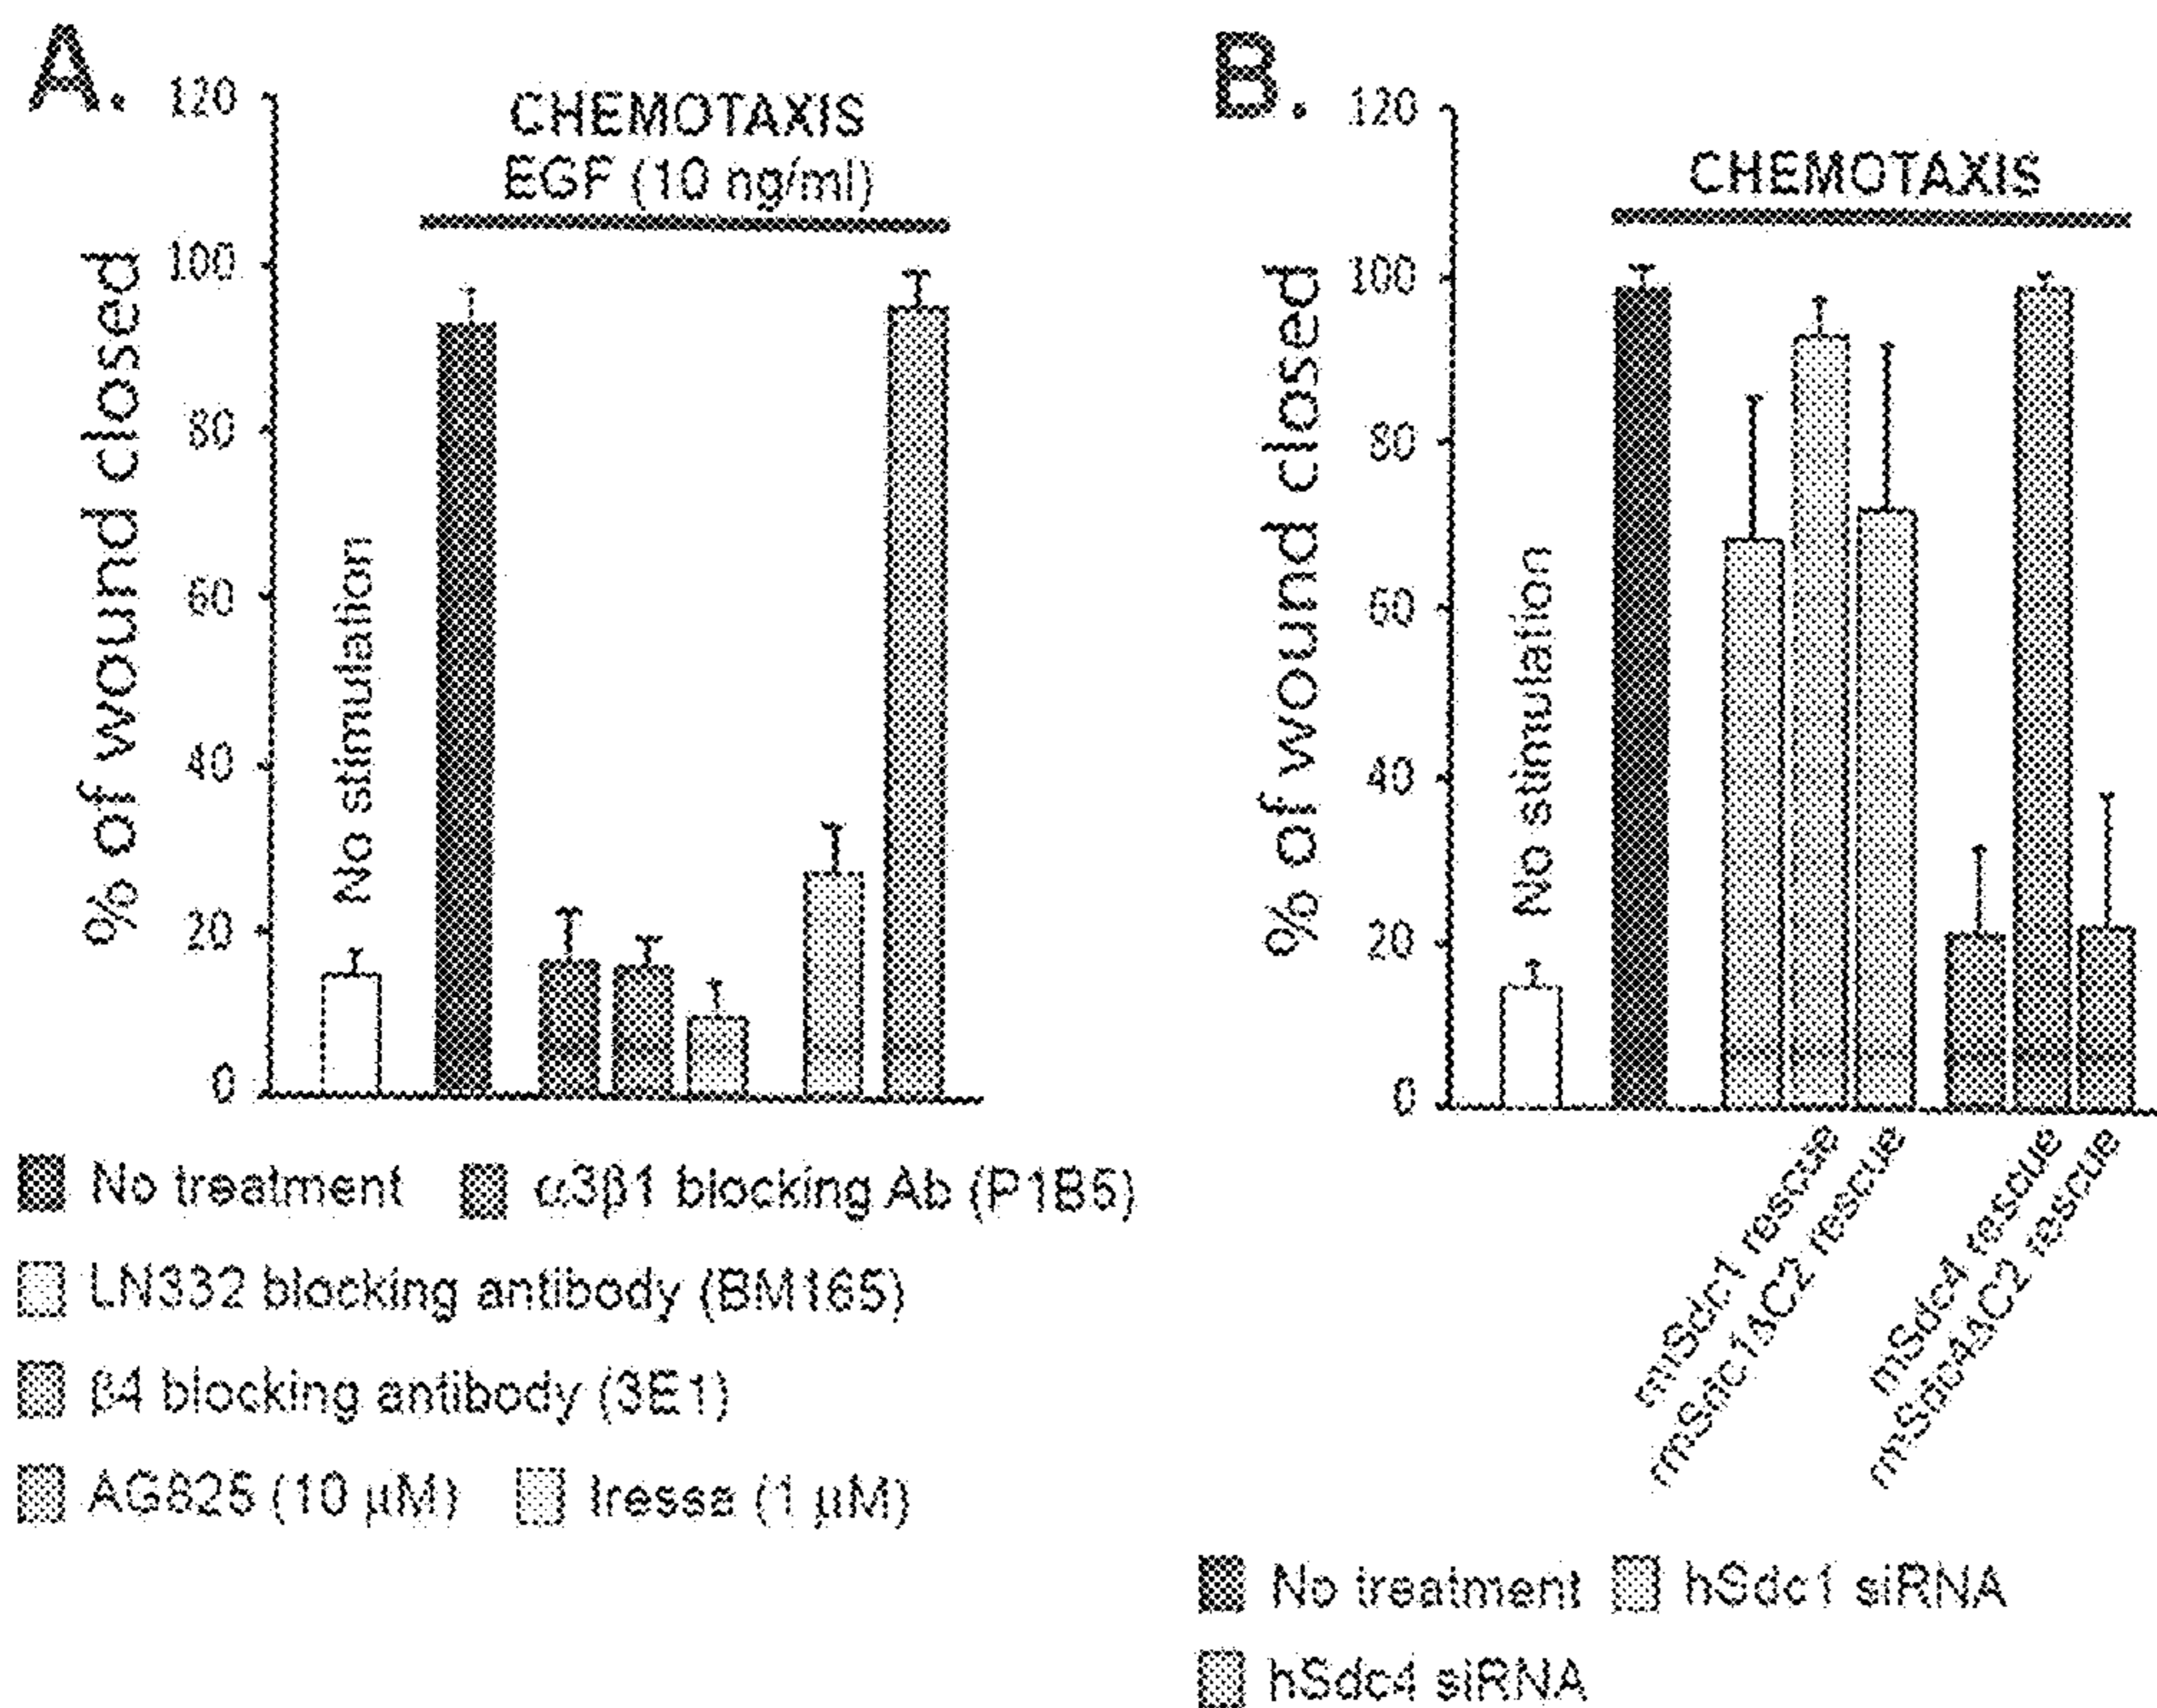 A.
120
100
80
60
40
20
0
% of wound closed
CHEMOTAXIS
EGF (10 ng/ml)
No stimulation
No treatment
α3β1 blocking Ab (P1B5)
LN332 blocking antibody (BM165)
β4 blocking antibody (3E1)
AG825 (10 µM)
Iressa (1 µM)
B.
120
100
80
60
40
20
0
% of wound closed
CHEMOTAXIS
No stimulation
mSdc1 rescue
mSdc1ΔC2 rescue
mSdc4 rescue
mSdc4ΔC2 rescue
No treatment
hSdc1 siRNA
hSdc4 siRNA